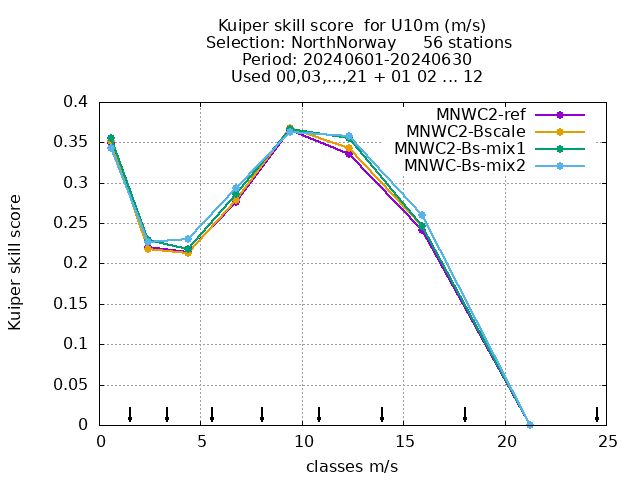 Kuiper skill score  for U10m (m/s)
Selection: NorthNorway     56 stations
Period: 20240601-20240630
Used 00,03,...,21 + 01 02 ... 12
MNWC2-ref
MNWC2-Bscale
MNWC2-Bs-mix1
MNWC-Bs-mix2
0.4
0.35
0.3
0.25
0.2
0.15
0.1
0.05
0
Kuiper skill score
0 5 10 15 20 25
classes m/s